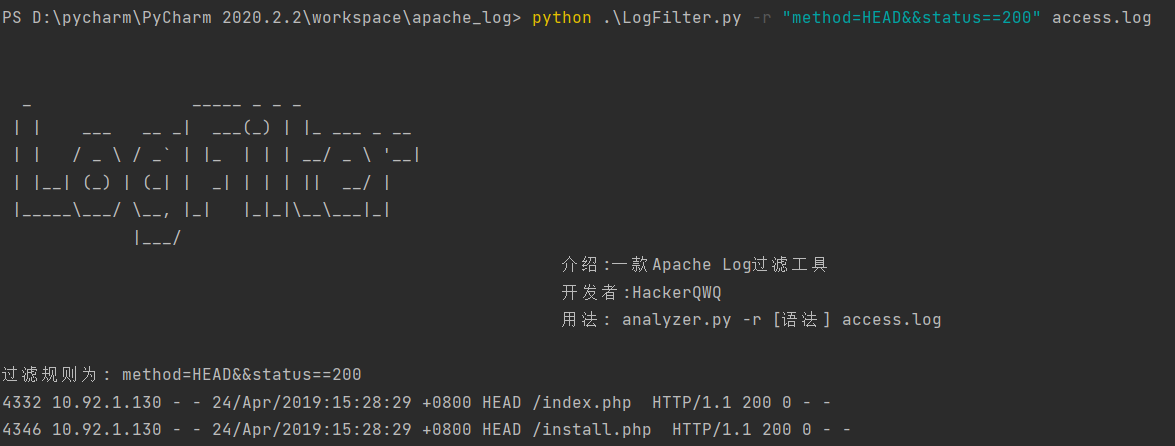 PS D:\pycharm\PyCharm 2020.2.2\workspace\apache_log> python .\LogFilter.py -r "method=HEAD&&status==200" access.log
 _                _____ _ _ _
| |    ___   __ _|  ___(_) | |_ ___ _ __
| |   / _ \ / _` | |_  | | | __/ _ \ '__|
| |__| (_) | (_| |  _| | | | ||  __/ |
|_____\___/ \__, |_|   |_|_|\__\___|_|
            |___/
介绍:一款Apache Log过滤工具
开发者:HackerQWQ
用法: analyzer.py -r [语法] access.log
过滤规则为: method=HEAD&&status==200
4332 10.92.1.130 - - 24/Apr/2019:15:28:29 +0800 HEAD /index.php  HTTP/1.1 200 0 - -
4346 10.92.1.130 - - 24/Apr/2019:15:28:29 +0800 HEAD /install.php  HTTP/1.1 200 0 - -